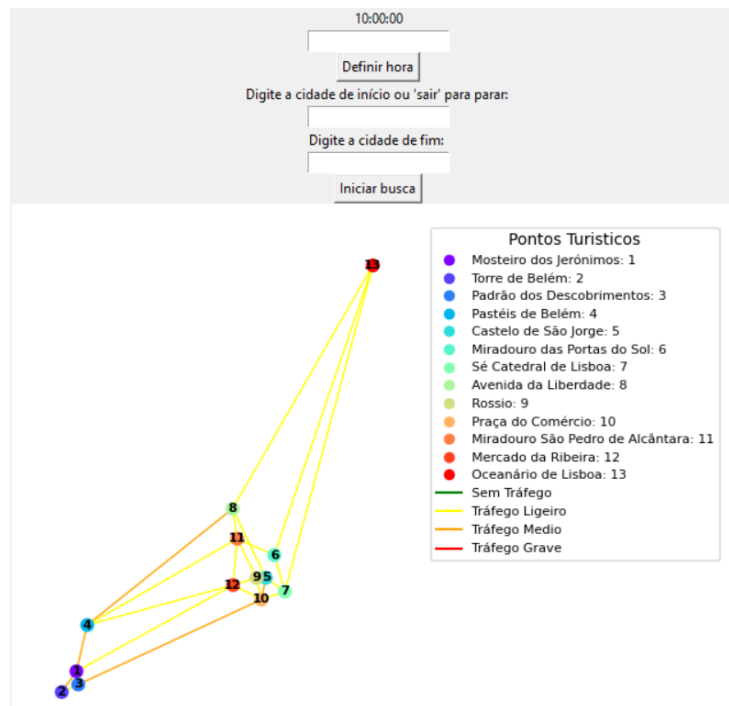 10:00:00
Definir hora
Digite a cidade de início ou 'sair' para parar:
Digite a cidade de fim:
Iniciar busca
Pontos Turisticos
Mosteiro dos Jerónimos: 1
Torre de Belém: 2
Padrão dos Descobrimentos: 3
Pastéis de Belém: 4
Castelo de São Jorge: 5
Miradouro das Portas do Sol: 6
Sé Catedral de Lisboa: 7
Avenida da Liberdade: 8
Rossio: 9
Praça do Comércio: 10
Miradouro São Pedro de Alcântara: 11
Mercado da Ribeira: 12
Oceanário de Lisboa: 13
Sem Tráfego
Tráfego Ligeiro
Tráfego Medio
Tráfego Grave
13
8
11
6
9 5
12
7
10
4
1
3
2